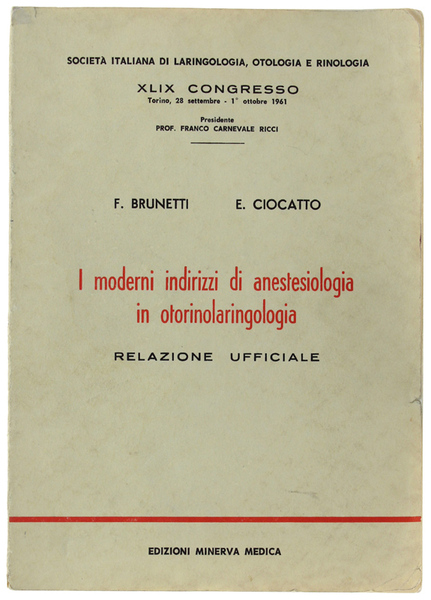 SOCIETÀ ITALIANA DI LARINGOLOGIA, OTOLOGIA E RINOLOGIA
XLIX CONGRESSO
Torino, 28 settembre - 1° ottobre 1961
Presidente
PROF. FRANCO CARNEVALE RICCI
F. BRUNETTI E. CIOCATTO
I moderni indirizzi di anestesiologia
in otorinolaringologia
RELAZIONE UFFICIALE
EDIZIONI MINERVA MEDICA